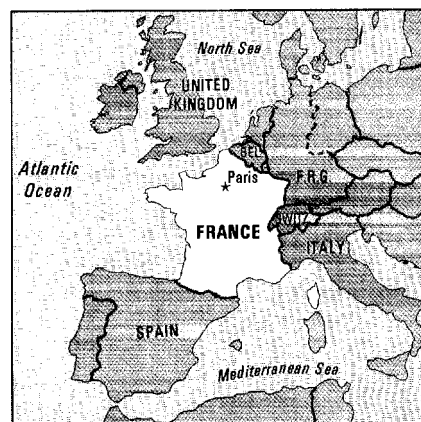 North Sea
UNITED
KINGDOM
Atlantic
Ocean
BEL.
Paris
F.R.G.
FRANCE
SWITZ.
ITALY
SPAIN
Mediterranean Sea